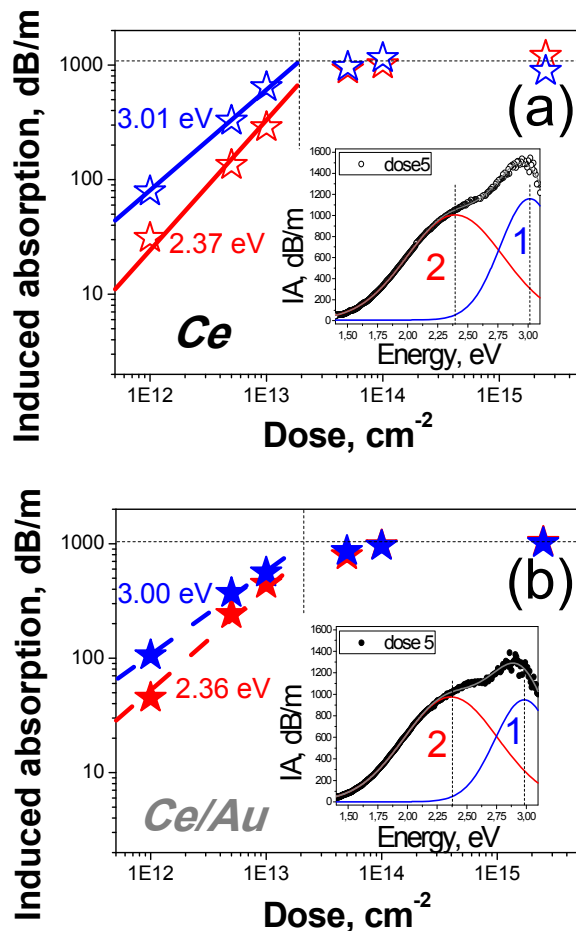 Induced absorption, dB/m
1000
100
10
3.01 eV
2.37 eV
(a)
Ce
dose5
IA, dB/m
1600
1400
1200
1000
800
600
400
200
0
2
1
1,50 1,75 2,00 2,25 2,50 2,75 3,00
Energy, eV
1E12 1E13 1E14 1E15
Dose, cm-2
Induced absorption, dB/m
1000
100
10
3.00 eV
2.36 eV
(b)
Ce/Au
dose 5
IA, dB/m
1600
1400
1200
1000
800
600
400
200
0
2
1
1,50 1,75 2,00 2,25 2,50 2,75 3,00
Energy, eV
1E12 1E13 1E14 1E15
Dose, cm-2